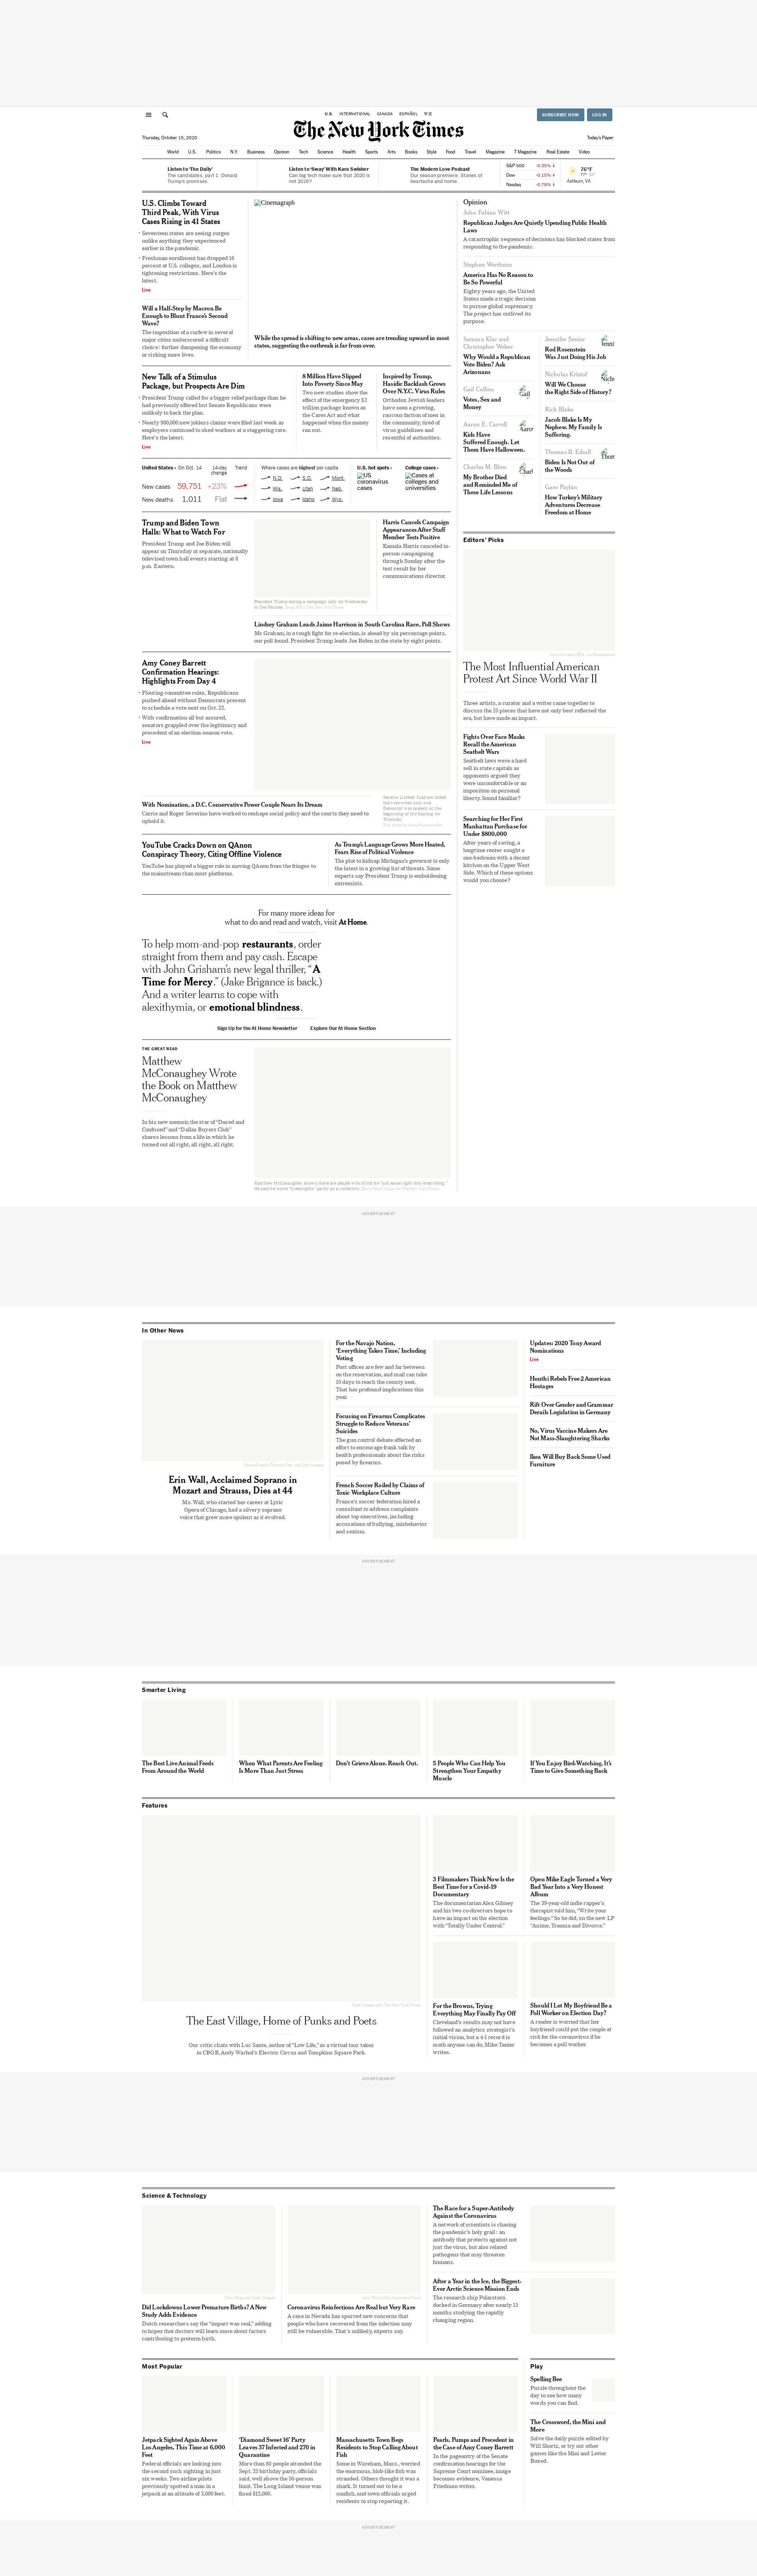 U.S.
INTERNATIONAL
CANADA
ESPAÑOL
中文
SUBSCRIBE NOW
LOG IN
The New York Times
Thursday, October 15, 2020
Today's Paper
World
U.S.
Politics
N.Y.
Business
Opinion
Tech
Science
Health
Sports
Arts
Books
Style
Food
Travel
Magazine
T Magazine
Real Estate
Video
Listen to 'The Daily'
The candidates, part 1: Donald
Trump's promises.
Listen to 'Sway' With Kara Swisher
Can big tech make sure that 2020 is
not 2016?
The Modern Love Podcast
Our season premiere: Stories of
heartache and home.
S&P 500 -0.35%
Dow -0.15%
Nasdaq -0.79%
76°F
Ashburn, VA
U.S. Climbs Toward
Third Peak, With Virus
Cases Rising in 41 States
Seventeen states are seeing surges
unlike anything they experienced
earlier in the pandemic.
Freshman enrollment has dropped 16
percent at U.S. colleges, and London is
tightening restrictions. Here's the
latest.
Live
Will a Half-Step by Macron Be
Enough to Blunt France's Second
Wave?
The imposition of a curfew in several
major cities underscored a difficult
choice: further dampening the economy
or risking more lives.
Cinemagraph
While the spread is shifting to new areas, cases are trending upward in most
states, suggesting the outbreak is far from over.
New Talk of a Stimulus
Package, but Prospects Are Dim
President Trump called for a bigger relief package than he
had previously offered but Senate Republicans were
unlikely to back the plan.
Nearly 900,000 new jobless claims were filed last week as
employers continued to shed workers at a staggering rate.
Here's the latest.
Live
8 Million Have Slipped
Into Poverty Since May
Two new studies show the
effect of the emergency $2
trillion package known as
the Cares Act and what
happened when the money
ran out.
Inspired by Trump,
Hasidic Backlash Grows
Over N.Y.C. Virus Rules
Orthodox Jewish leaders
have seen a growing,
raucous faction of men in
the community, tired of
virus guidelines and
resentful of authorities.
United States › On Oct. 14
14-day
change
Trend
New cases 59,751 +23%
New deaths 1,011 Flat
Where cases are highest per capita
N.D.
S.D.
Mont.
Wis.
Utah
Neb.
Iowa
Idaho
Wyo.
U.S. hot spots ›
US
coronavirus
cases
College cases ›
Cases at
colleges and
universities
Trump and Biden Town
Halls: What to Watch For
President Trump and Joe Biden will
appear on Thursday at separate, nationally
televised town hall events starting at 8
p.m. Eastern.
President Trump during a campaign rally on Wednesday
in Des Moines. Doug Mills/The New York Times
Harris Cancels Campaign
Appearances After Staff
Member Tests Positive
Kamala Harris canceled in-
person campaigning
through Sunday after the
test result for her
communications director.
Lindsey Graham Leads Jaime Harrison in South Carolina Race, Poll Shows
Mr. Graham, in a tough fight for re-election, is ahead by six percentage points,
our poll found. President Trump leads Joe Biden in the state by eight points.
Amy Coney Barrett
Confirmation Hearings:
Highlights From Day 4
Flouting committee rules, Republicans
pushed ahead without Democrats present
to schedule a vote next on Oct. 22.
With confirmation all but assured,
senators grappled over the legitimacy and
precedent of an election-season vote.
Live
With Nomination, a D.C. Conservative Power Couple Nears Its Dream
Carrie and Roger Severino have worked to reshape social policy and the courts they need to
uphold it.
Senator Lindsey Graham called
the vote when only one
Democrat was present at the
beginning of the hearing on
Thursday.
YouTube Cracks Down on QAnon
Conspiracy Theory, Citing Offline Violence
YouTube has played a bigger role in moving QAnon from the fringes to
the mainstream than most platforms.
As Trump's Language Grows More Heated,
Fears Rise of Political Violence
The plot to kidnap Michigan's governor is only
the latest in a growing list of threats. Some
experts say President Trump is emboldening
extremists.
For many more ideas for
what to do and read and watch, visit At Home.
To help mom-and-pop restaurants, order
straight from them and pay cash. Escape
with John Grisham's new legal thriller, "A
Time for Mercy." (Jake Brigance is back.)
And a writer learns to cope with
alexithymia, or emotional blindness.
Sign Up for the At Home Newsletter
Explore Our At Home Section
THE GREAT READ
Matthew
McConaughey Wrote
the Book on Matthew
McConaughey
In his new memoir, the star of "Dazed and
Confused" and "Dallas Buyers Club"
shares lessons from a life in which he
turned out all right, all right, all right.
Matthew McConaughey knows there are people who think he "just eases right into everything."
He said he wrote "Greenlights" partly as a corrective.
Opinion
John Fabian Witt
Republican Judges Are Quietly Upending Public Health
Laws
A catastrophic sequence of decisions has blocked states from
responding to the pandemic.
Stephen Wertheim
America Has No Reason to
Be So Powerful
Eighty years ago, the United
States made a tragic decision
to pursue global supremacy.
The project has outlived its
purpose.
Samara Klar and
Christopher Weber
Why Would a Republican
Vote Biden? Ask
Arizonans
Gail Collins
Votes, Sex and
Money
Aaron E. Carroll
Kids Have
Suffered Enough. Let
Them Have Halloween.
Charles M. Blow
My Brother Died
and Reminded Me of
These Life Lessons
Jennifer Senior
Rod Rosenstein
Was Just Doing His Job
Nicholas Kristof
Will We Choose
the Right Side of History?
Rick Blake
Jacob Blake Is My
Nephew. My Family Is
Suffering.
Thomas B. Edsall
Biden Is Not Out of
the Woods
Garo Paylan
How Turkey's Military
Adventures Decrease
Freedom at Home
Editors' Picks
The Most Influential American
Protest Art Since World War II
Three artists, a curator and a writer came together to
discuss the 25 pieces that have not only best reflected the
era, but have made an impact.
Fights Over Face Masks
Recall the American
Seatbelt Wars
Seatbelt laws were a hard
sell in state capitals as
opponents argued they
were uncomfortable or an
imposition on personal
liberty. Sound familiar?
Searching for Her First
Manhattan Purchase for
Under $800,000
After years of saving, a
longtime renter sought a
one-bedroom with a decent
kitchen on the Upper West
Side. Which of these options
would you choose?
ADVERTISEMENT
In Other News
Erin Wall, Acclaimed Soprano in
Mozart and Strauss, Dies at 44
Ms. Wall, who started her career at Lyric
Opera of Chicago, had a silvery soprano
voice that grew more opulent as it evolved.
For the Navajo Nation,
'Everything Takes Time,' Including
Voting
Post offices are few and far between
on the reservation, and mail can take
10 days to reach the county seat.
That has profound implications this
year.
Focusing on Firearms Complicates
Struggle to Reduce Veterans'
Suicides
The gun control debate affected an
effort to encourage frank talk by
health professionals about the risks
posed by firearms.
French Soccer Roiled by Claims of
Toxic Workplace Culture
France's soccer federation hired a
consultant to address complaints
about top executives, including
accusations of bullying, misbehavior
and sexism.
Updates: 2020 Tony Award
Nominations
Live
Houthi Rebels Free 2 American
Hostages
Rift Over Gender and Grammar
Derails Legislation in Germany
No, Virus Vaccine Makers Are
Not Mass-Slaughtering Sharks
Ikea Will Buy Back Some Used
Furniture
ADVERTISEMENT
Smarter Living
The Best Live Animal Feeds
From Around the World
When What Parents Are Feeling
Is More Than Just Stress
Don't Grieve Alone. Reach Out.
5 People Who Can Help You
Strengthen Your Empathy
Muscle
If You Enjoy Bird-Watching, It's
Time to Give Something Back
Features
The East Village, Home of Punks and Poets
Our critic chats with Luc Sante, author of "Low Life," as a virtual tour takes
in CBGB, Andy Warhol's Electric Circus and Tompkins Square Park.
3 Filmmakers Think Now Is the
Best Time for a Covid-19
Documentary
The documentarian Alex Gibney
and his two co-directors hope to
have an impact on the election
with "Totally Under Control."
Open Mike Eagle Turned a Very
Bad Year Into a Very Honest
Album
The 39-year-old indie rapper's
therapist told him, "Write your
feelings." So he did, on the new LP
"Anime, Trauma and Divorce."
For the Browns, Trying
Everything May Finally Pay Off
Cleveland's results may not have
followed an analytics strategist's
initial vision, but a 4-1 record is
math anyone can do, Mike Tanier
writes.
Should I Let My Boyfriend Be a
Poll Worker on Election Day?
A reader is worried that her
boyfriend could put the couple at
risk for the coronavirus if he
becomes a poll worker.
ADVERTISEMENT
Science & Technology
Did Lockdowns Lower Premature Births? A New
Study Adds Evidence
Dutch researchers say the "impact was real," adding
to hopes that doctors will learn more about factors
contributing to preterm birth.
Coronavirus Reinfections Are Real but Very Rare
A case in Nevada has spurred new concerns that
people who have recovered from the infection may
still be vulnerable. That's unlikely, experts say.
The Race for a Super-Antibody
Against the Coronavirus
A network of scientists is chasing
the pandemic's holy grail: an
antibody that protects against not
just the virus, but also related
pathogens that may threaten
humans.
After a Year in the Ice, the Biggest-
Ever Arctic Science Mission Ends
The research ship Polarstern
docked in Germany after nearly 13
months studying the rapidly
changing region.
Most Popular
Jetpack Sighted Again Above
Los Angeles, This Time at 6,000
Feet
Federal officials are looking into
the second such sighting in just
six weeks. Two airline pilots
previously spotted a man in a
jetpack at an altitude of 3,000 feet.
'Diamond Sweet 16' Party
Leaves 37 Infected and 270 in
Quarantine
More than 80 people attended the
Sept. 25 birthday party, officials
said, well above the 50-person
limit. The Long Island venue was
fined $12,000.
Massachusetts Town Begs
Residents to Stop Calling About
Fish
Some in Wareham, Mass., worried
the enormous, blob-like fish was
stranded. Others thought it was a
shark. It turned out to be a
sunfish, and town officials urged
residents to stop reporting it.
Pearls, Pumps and Precedent in
the Case of Amy Coney Barrett
In the pageantry of the Senate
confirmation hearings for the
Supreme Court nominee, image
becomes evidence, Vanessa
Friedman writes.
Play
Spelling Bee
Puzzle throughout the
day to see how many
words you can find.
The Crossword, the Mini and
More
Solve the daily puzzle edited by
Will Shortz, or try out other
games like the Mini and Letter
Boxed.
ADVERTISEMENT